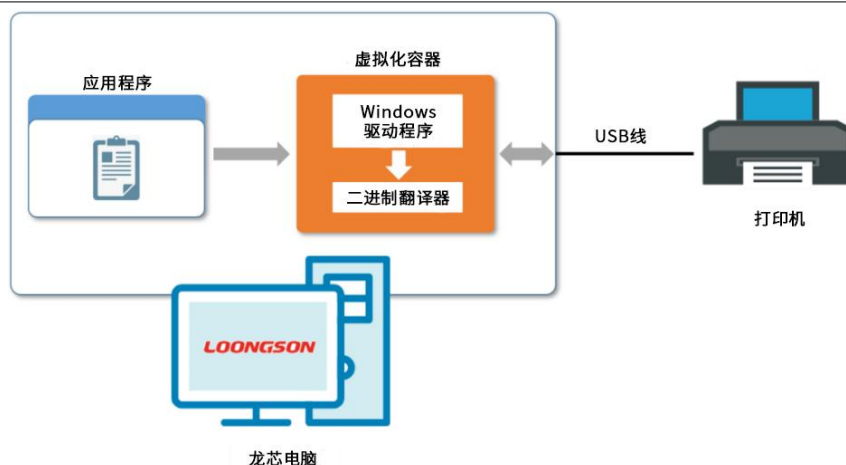 虚拟化容器
应用程序
Windows
驱动程序
二进制翻译器
USB线
打印机
LOONGSON
龙芯电脑